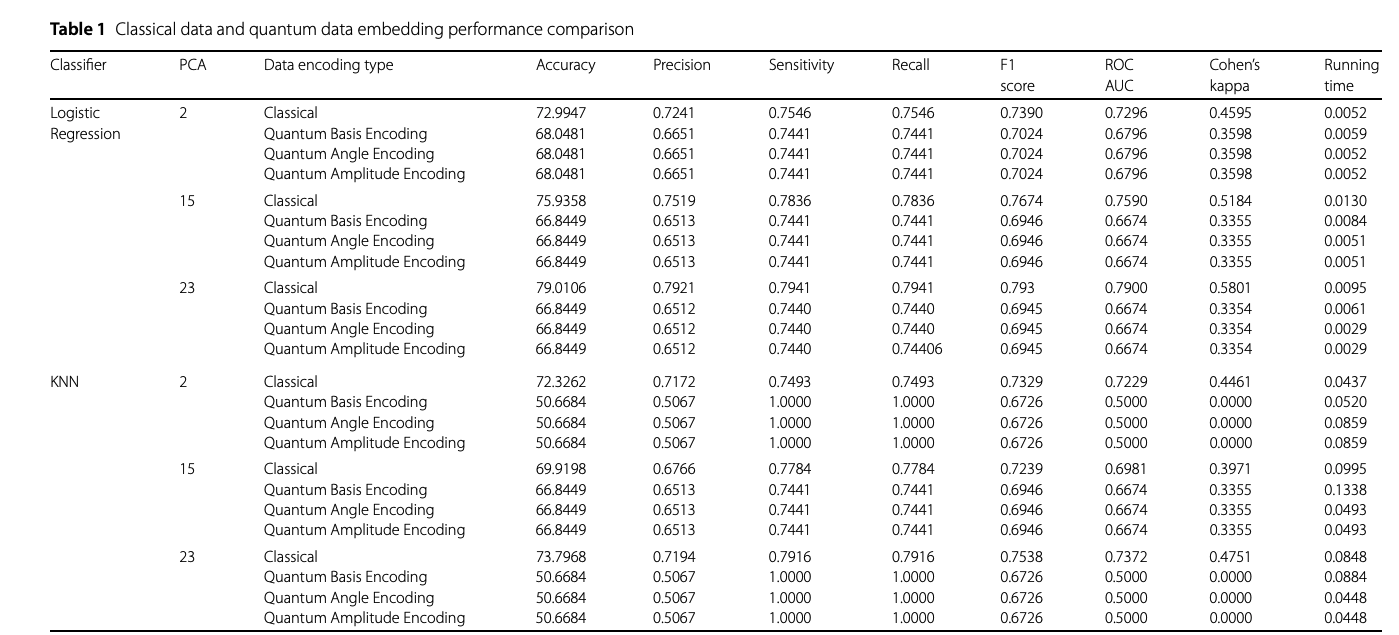 Table 1 Classical data and quantum data embedding performance comparison
Classifier PCA Data encoding type Accuracy Precision Sensitivity Recall F1 score ROC AUC Cohen's kappa Running time
Logistic Regression 2 Classical 72.9947 0.7241 0.7546 0.7546 0.7390 0.7296 0.4595 0.0052
Quantum Basis Encoding 68.0481 0.6651 0.7441 0.7441 0.7024 0.6796 0.3598 0.0059
Quantum Angle Encoding 68.0481 0.6651 0.7441 0.7441 0.7024 0.6796 0.3598 0.0052
Quantum Amplitude Encoding 68.0481 0.6651 0.7441 0.7441 0.7024 0.6796 0.3598 0.0052
15 Classical 75.9358 0.7519 0.7836 0.7836 0.7674 0.7590 0.5184 0.0130
Quantum Basis Encoding 66.8449 0.6513 0.7441 0.7441 0.6946 0.6674 0.3355 0.0084
Quantum Angle Encoding 66.8449 0.6513 0.7441 0.7441 0.6946 0.6674 0.3355 0.0051
Quantum Amplitude Encoding 66.8449 0.6513 0.7441 0.7441 0.6946 0.6674 0.3355 0.0051
23 Classical 79.0106 0.7921 0.7941 0.7941 0.793 0.7900 0.5801 0.0095
Quantum Basis Encoding 66.8449 0.6512 0.7440 0.7440 0.6945 0.6674 0.3354 0.0061
Quantum Angle Encoding 66.8449 0.6512 0.7440 0.7440 0.6945 0.6674 0.3354 0.0029
Quantum Amplitude Encoding 66.8449 0.6512 0.7440 0.74406 0.6945 0.6674 0.3354 0.0029
KNN 2 Classical 72.3262 0.7172 0.7493 0.7493 0.7329 0.7229 0.4461 0.0437
Quantum Basis Encoding 50.6684 0.5067 1.0000 1.0000 0.6726 0.5000 0.0000 0.0520
Quantum Angle Encoding 50.6684 0.5067 1.0000 1.0000 0.6726 0.5000 0.0000 0.0859
Quantum Amplitude Encoding 50.6684 0.5067 1.0000 1.0000 0.6726 0.5000 0.0000 0.0859
15 Classical 69.9198 0.6766 0.7784 0.7784 0.7239 0.6981 0.3971 0.0995
Quantum Basis Encoding 66.8449 0.6513 0.7441 0.7441 0.6946 0.6674 0.3355 0.1338
Quantum Angle Encoding 66.8449 0.6513 0.7441 0.7441 0.6946 0.6674 0.3355 0.0493
Quantum Amplitude Encoding 66.8449 0.6513 0.7441 0.7441 0.6946 0.6674 0.3355 0.0493
23 Classical 73.7968 0.7194 0.7916 0.7916 0.7538 0.7372 0.4751 0.0848
Quantum Basis Encoding 50.6684 0.5067 1.0000 1.0000 0.6726 0.5000 0.0000 0.0884
Quantum Angle Encoding 50.6684 0.5067 1.0000 1.0000 0.6726 0.5000 0.0000 0.0448
Quantum Amplitude Encoding 50.6684 0.5067 1.0000 1.0000 0.6726 0.5000 0.0000 0.0448